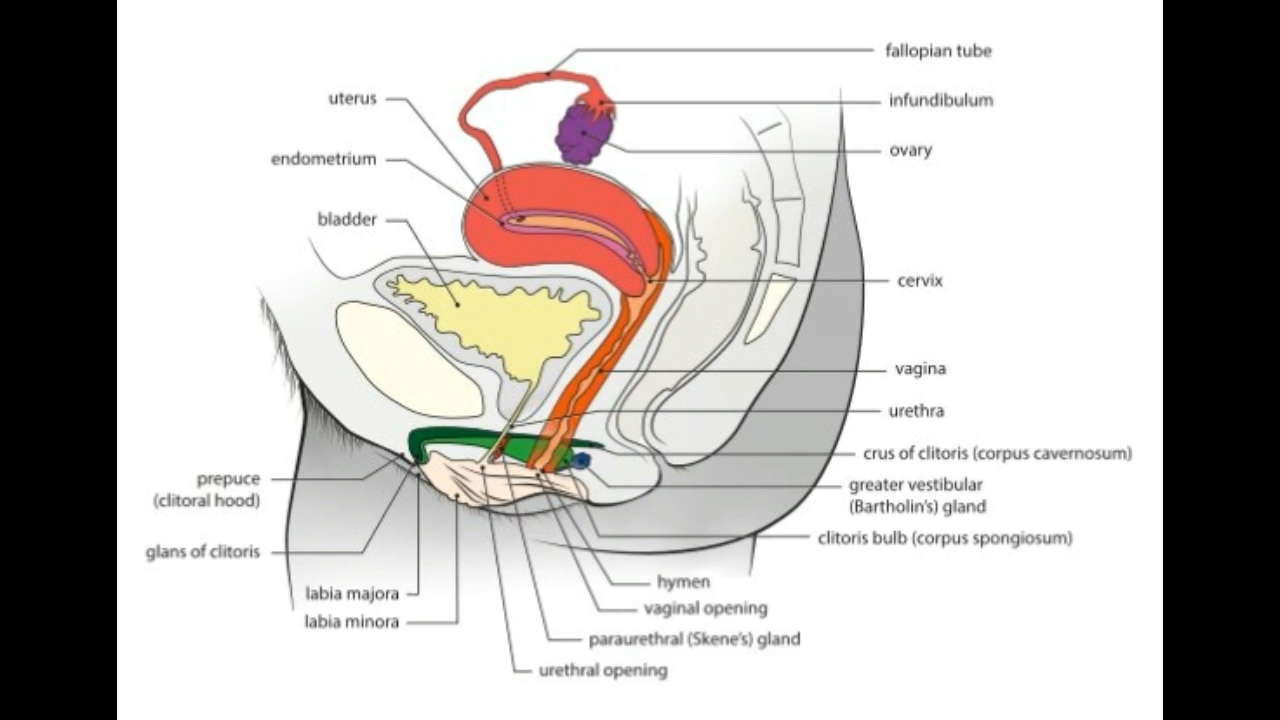 fallopian tube
uterus
infundibulum
endometrium
ovary
bladder
cervix
vagina
urethra
crus of clitoris (corpus cavernosum)
prepuce
(clitoral hood)
greater vestibular
(Bartholin's) gland
glans of clitoris
clitoris bulb (corpus spongiosum)
labia majora
hymen
labia minora
vaginal opening
paraurethral (Skene's) gland
urethral opening